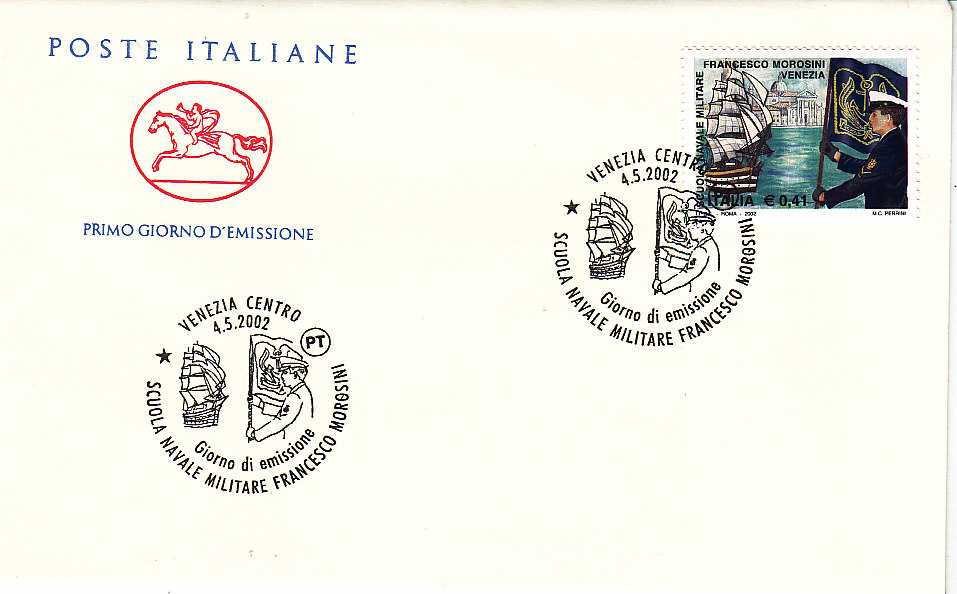 POSTE ITALIANE
PRIMO GIORNO D'EMISSIONE
SCUOLA NAVALE MILITARE
FRANCESCO MOROSINI
VENEZIA
ITALIA € 0,41
ROMA - 2002
M.C. PERRINI
VENEZIA CENTRO
4.5.2002
Giorno di emissione
SCUOLA NAVALE MILITARE FRANCESCO MOROSINI
VENEZIA CENTRO
4.5.2002
PT
Giorno di emissione
SCUOLA NAVALE MILITARE FRANCESCO MOROSINI